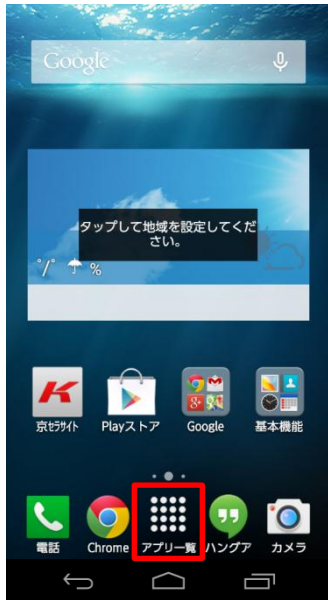 Google
タップして地域を設定してくだ
さい。
°/° %
京セラサイト Playストア Google 基本機能
電話 Chrome アプリ一覧 ハングア カメラ